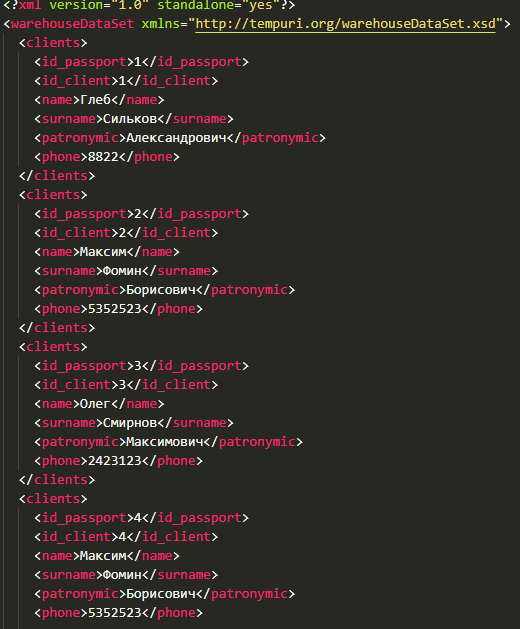 <?xml version="1.0" standalone="yes"?>
<warehouseDataSet xmlns="http://tempuri.org/warehouseDataSet.xsd">
<clients>
<id_passport>1</id_passport>
<id_client>1</id_client>
<name>Глеб</name>
<surname>Сильков</surname>
<patronymic>Александрович</patronymic>
<phone>8822</phone>
</clients>
<clients>
<id_passport>2</id_passport>
<id_client>2</id_client>
<name>Максим</name>
<surname>Фомин</surname>
<patronymic>Борисович</patronymic>
<phone>5352523</phone>
</clients>
<clients>
<id_passport>3</id_passport>
<id_client>3</id_client>
<name>Олег</name>
<surname>Смирнов</surname>
<patronymic>Максимович</patronymic>
<phone>2423123</phone>
</clients>
<clients>
<id_passport>4</id_passport>
<id_client>4</id_client>
<name>Максим</name>
<surname>Фомин</surname>
<patronymic>Борисович</patronymic>
<phone>5352523</phone>